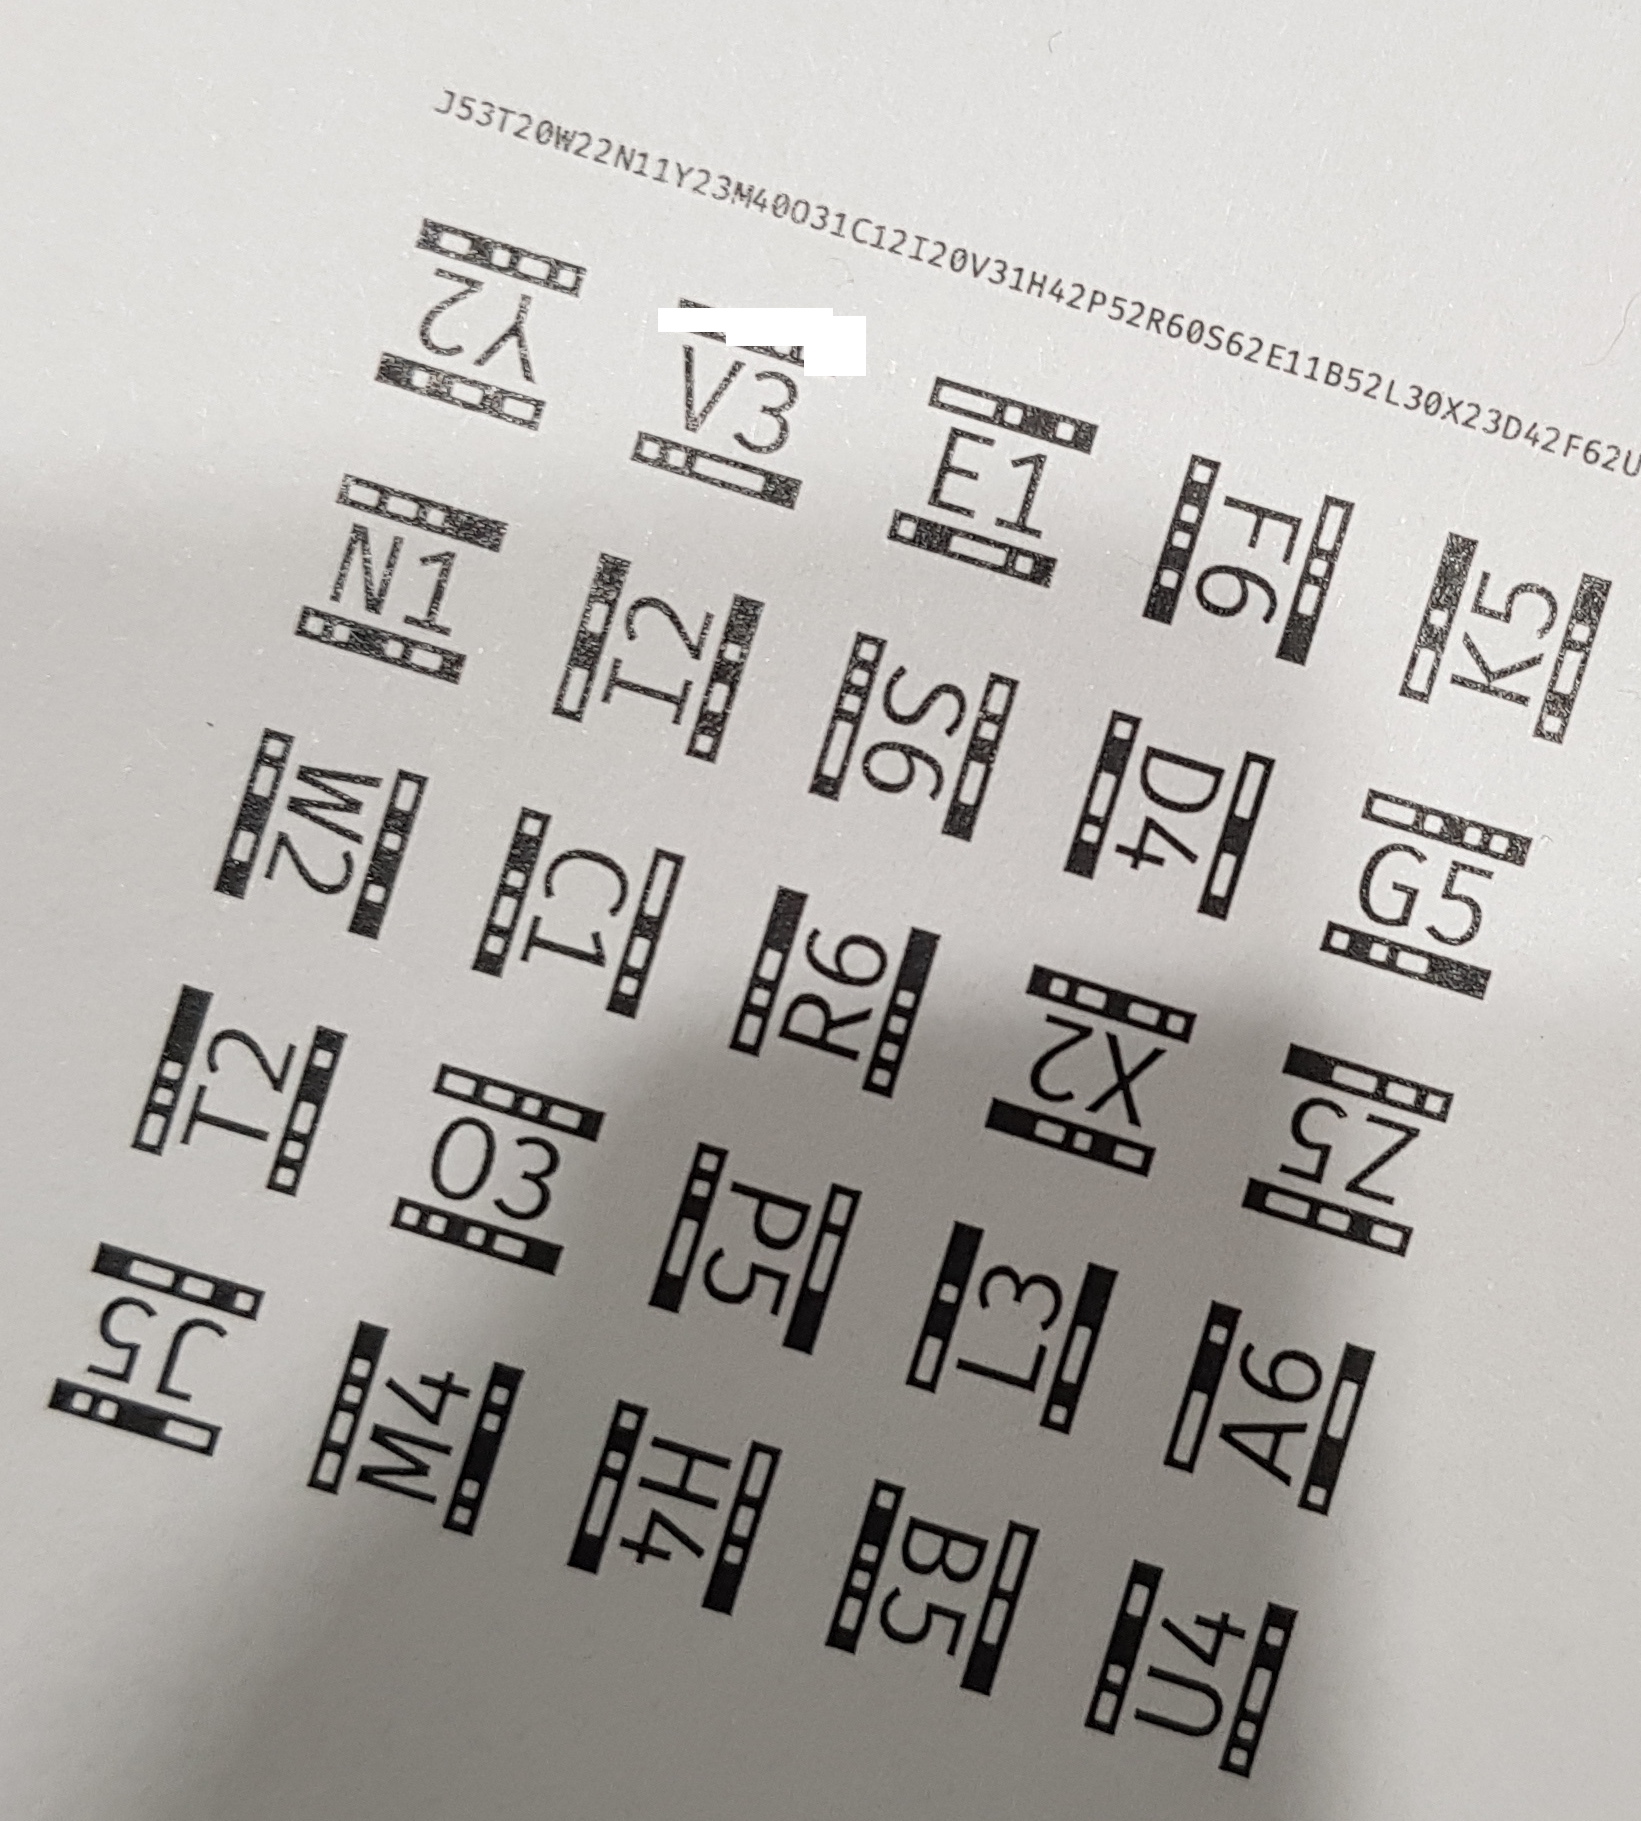 J53T20W22N11Y23M40O31C12I20V31H42P52R60S62E11B52L30X23D42F62U
Y2 V3 E1 F6 K5
N1 I2 S6 D4 G5
W2 C1 R6 X2 Z5
T2 O3 P5 L3 A6
J5 M4 H4 B5 U4